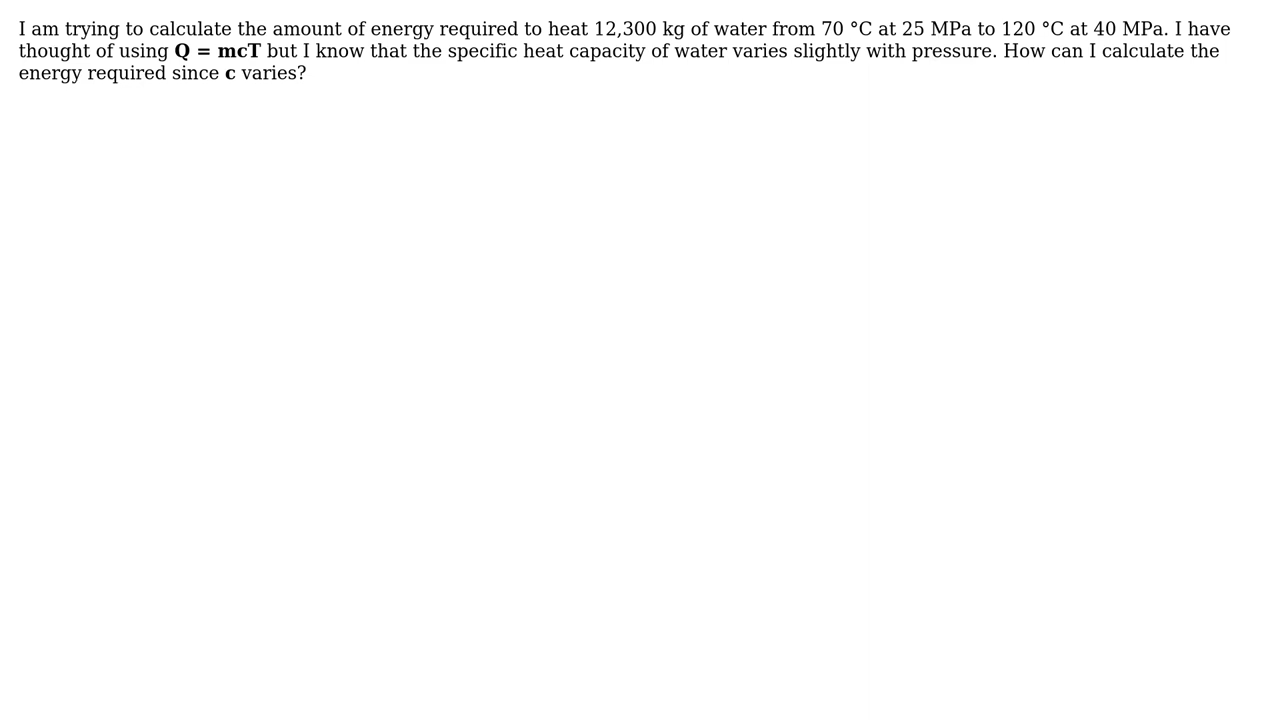 I am trying to calculate the amount of energy required to heat 12,300 kg of water from 70 °C at 25 MPa to 120 °C at 40 MPa. I have
thought of using Q = mcT but I know that the specific heat capacity of water varies slightly with pressure. How can I calculate the
energy required since c varies?